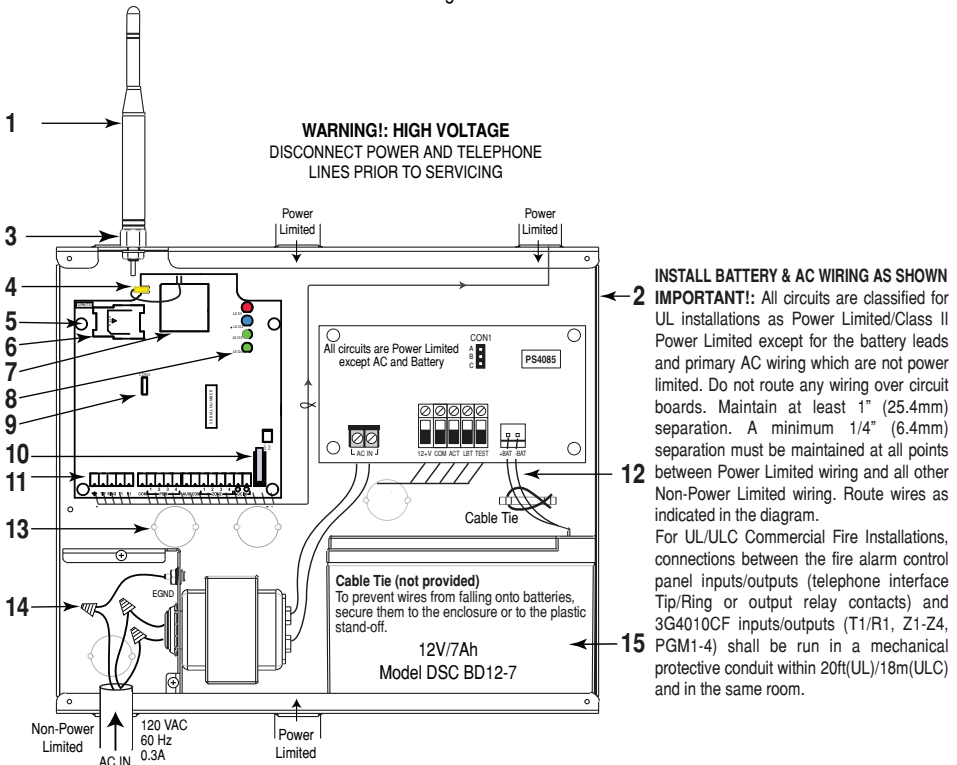 WARNING!: HIGH VOLTAGE
DISCONNECT POWER AND TELEPHONE
LINES PRIOR TO SERVICING
Power
Limited
Power
Limited
1
3
4
5
6
7
8
9
10
11
13
14
2
12
15
All circuits are Power Limited
except AC and Battery
CON1
A
B
C
PS4085
AC IN
12+V COM ACT LBT TEST
+BAT -BAT
Cable Tie
EGND
Cable Tie (not provided)
To prevent wires from falling onto batteries,
secure them to the enclosure or to the plastic
stand-off.
12V/7Ah
Model DSC BD12-7
Non-Power
Limited
AC IN
120 VAC
60 Hz
0.3A
Power
Limited
INSTALL BATTERY & AC WIRING AS SHOWN
IMPORTANT!: All circuits are classified for
UL installations as Power Limited/Class II
Power Limited except for the battery leads
and primary AC wiring which are not power
limited. Do not route any wiring over circuit
boards. Maintain at least 1” (25.4mm)
separation. A minimum 1/4” (6.4mm)
separation must be maintained at all points
between Power Limited wiring and all other
Non-Power Limited wiring. Route wires as
indicated in the diagram.
For UL/ULC Commercial Fire Installations,
connections between the fire alarm control
panel inputs/outputs (telephone interface
Tip/Ring or output relay contacts) and
3G4010CF inputs/outputs (T1/R1, Z1-Z4,
PGM1-4) shall be run in a mechanical
protective conduit within 20ft(UL)/18m(ULC)
and in the same room.